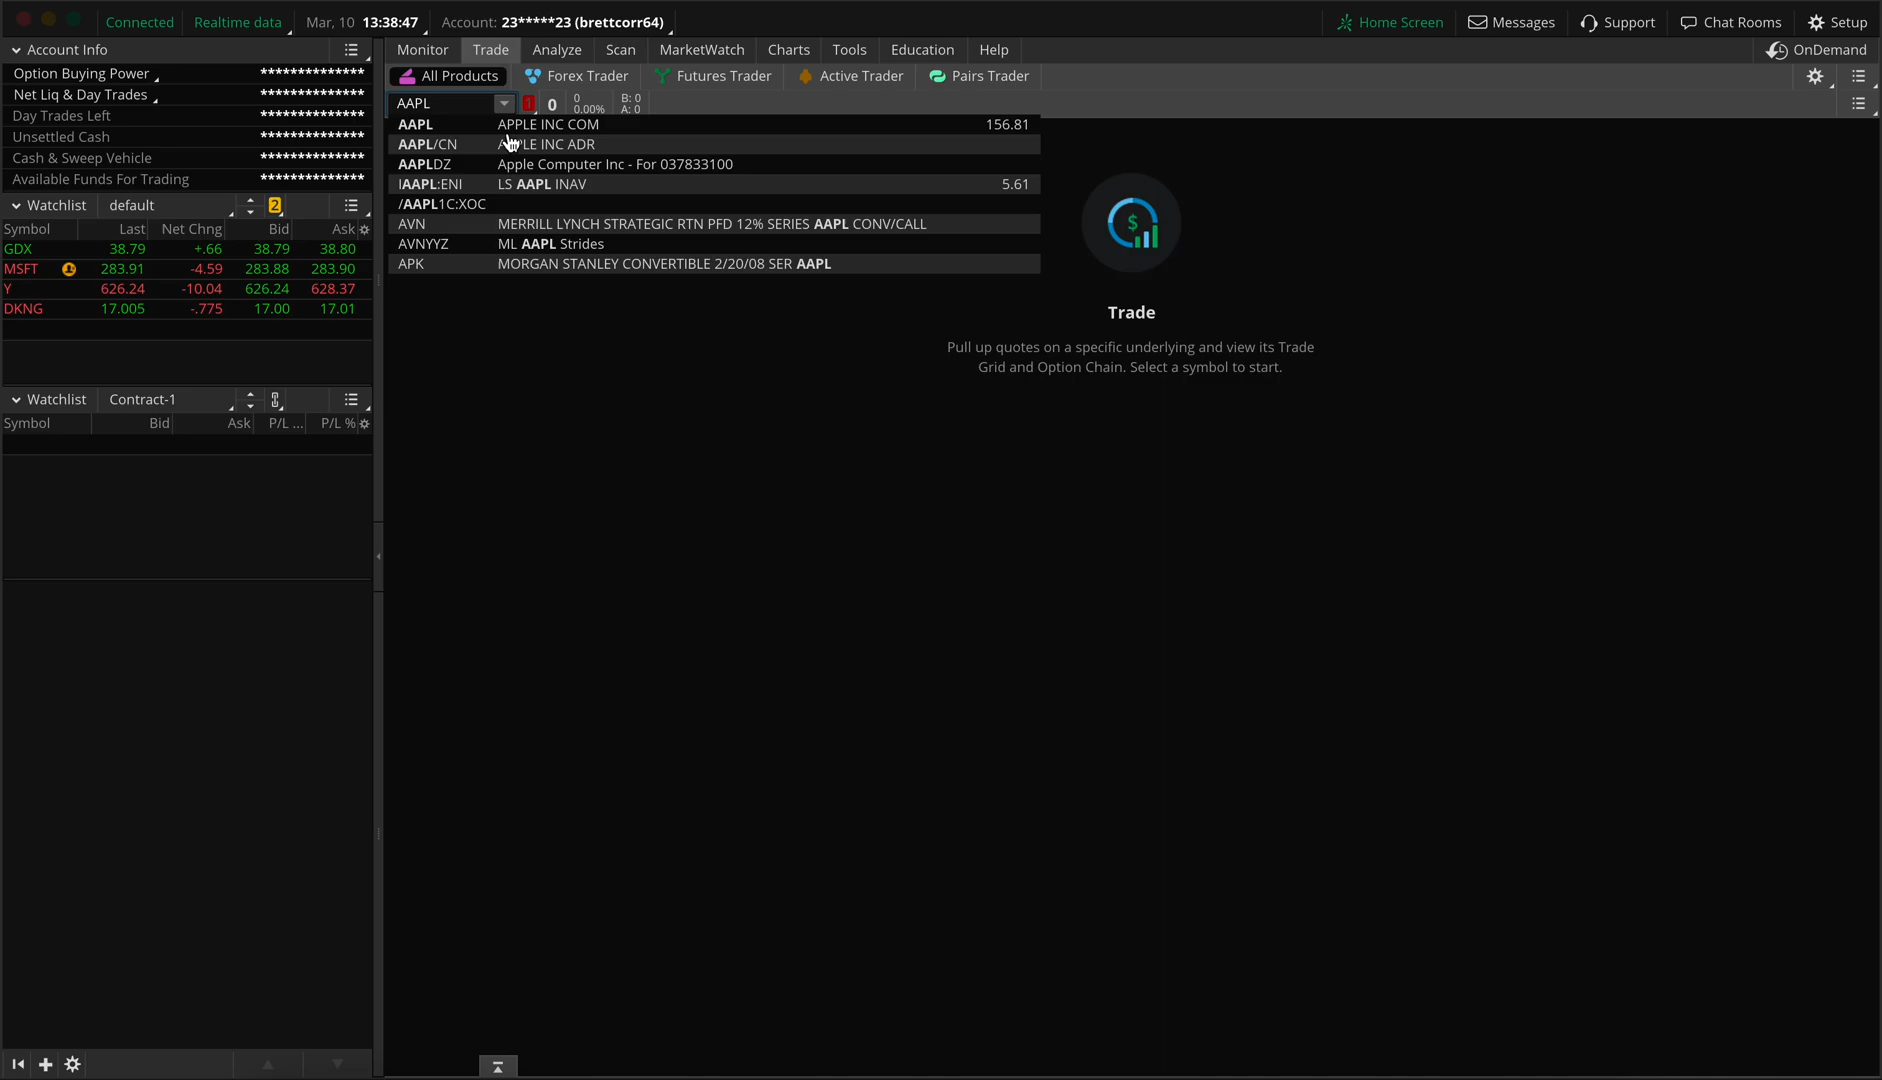 Connected Realtime data Mar, 10 13:38:47 Account: 23*****23 (brettcorr64) Home Screen Messages Support Chat Rooms Setup
Account Info
Monitor Trade Analyze Scan MarketWatch Charts Tools Education Help OnDemand
Option Buying Power **************
All Products Forex Trader Futures Trader Active Trader Pairs Trader
Net Liq & Day Trades **************
AAPL 1 0 0 0.00% B: 0 A: 0
Day Trades Left **************
Unsettled Cash **************
Cash & Sweep Vehicle **************
Available Funds For Trading **************
AAPL APPLE INC COM 156.81
AAPL/CN APPLE INC ADR
AAPLDZ Apple Computer Inc - For 037833100
IAAPL:ENI LS AAPL INAV 5.61
/AAPL1C:XOC
AVN MERRILL LYNCH STRATEGIC RTN PFD 12% SERIES AAPL CONV/CALL
AVNYYZ ML AAPL Strides
APK MORGAN STANLEY CONVERTIBLE 2/20/08 SER AAPL
Watchlist default 2
Symbol Last Net Chng Bid Ask
GDX 38.79 +.66 38.79 38.80
MSFT 283.91 -4.59 283.88 283.90
Y 626.24 -10.04 626.24 628.37
DKNG 17.005 -.775 17.00 17.01
Trade
Pull up quotes on a specific underlying and view its Trade
Grid and Option Chain. Select a symbol to start.
Watchlist Contract-1
Symbol Bid Ask P/L ... P/L %